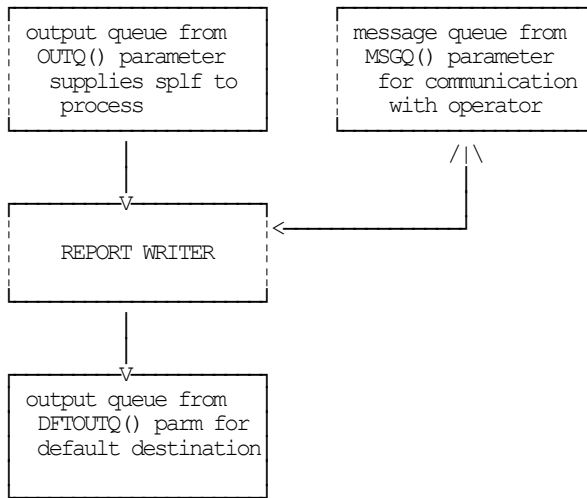 output queue from
OUTQ() parameter
supplies splf to
process
message queue from
MSGQ() parameter
for communication
with operator
REPORT WRITER
output queue from
DFTOUTQ() parm for
default destination